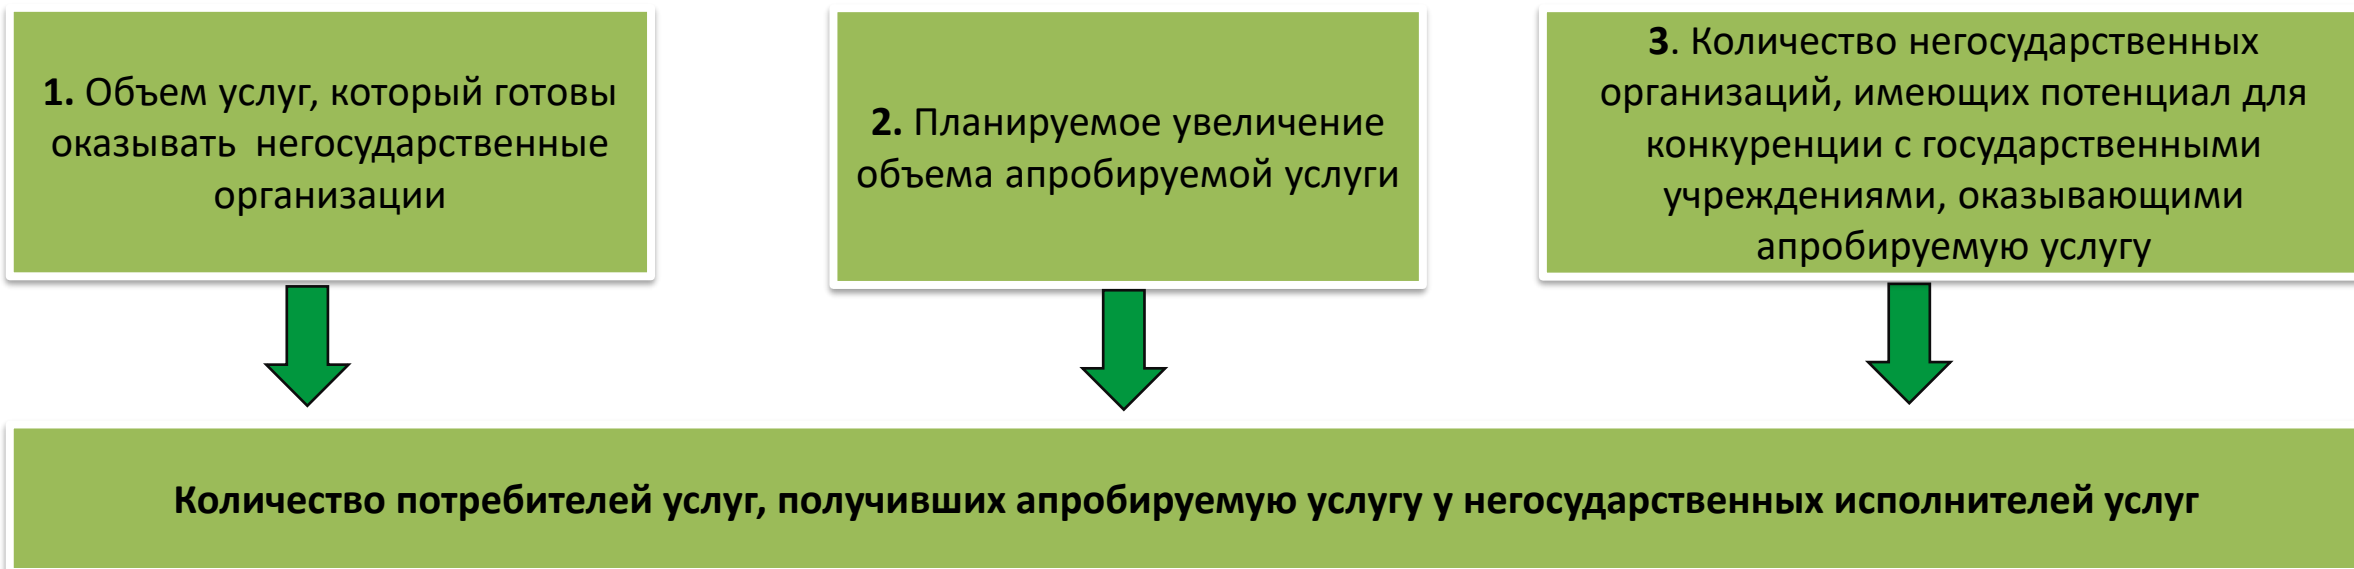 1. Объем услуг, который готовы
оказывать негосударственные
организации
2. Планируемое увеличение
объема апробируемой услуги
3. Количество негосударственных
организаций, имеющих потенциал для
конкуренции с государственными
учреждениями, оказывающими
апробируемую услугу
Количество потребителей услуг, получивших апробируемую услугу у негосударственных исполнителей услуг